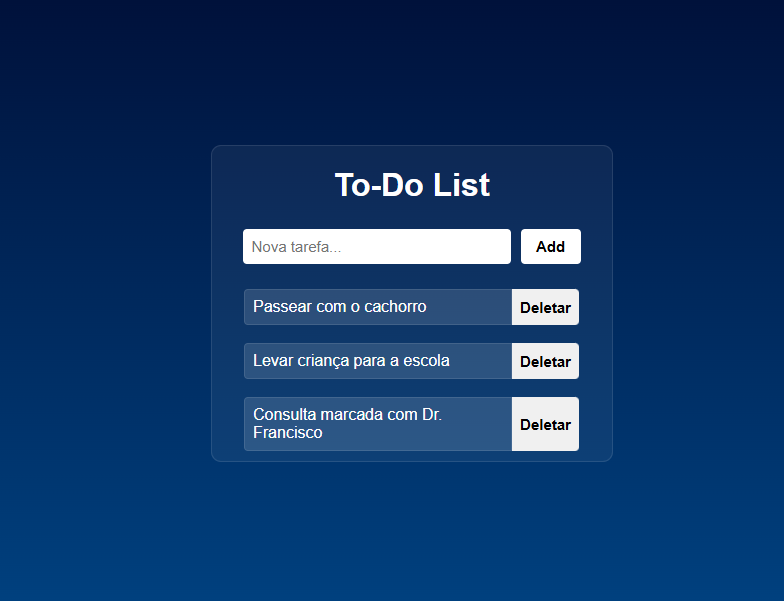 To-Do List
Nova tarefa...
Add
Passear com o cachorro
Deletar
Levar criança para a escola
Deletar
Consulta marcada com Dr.
Francisco
Deletar